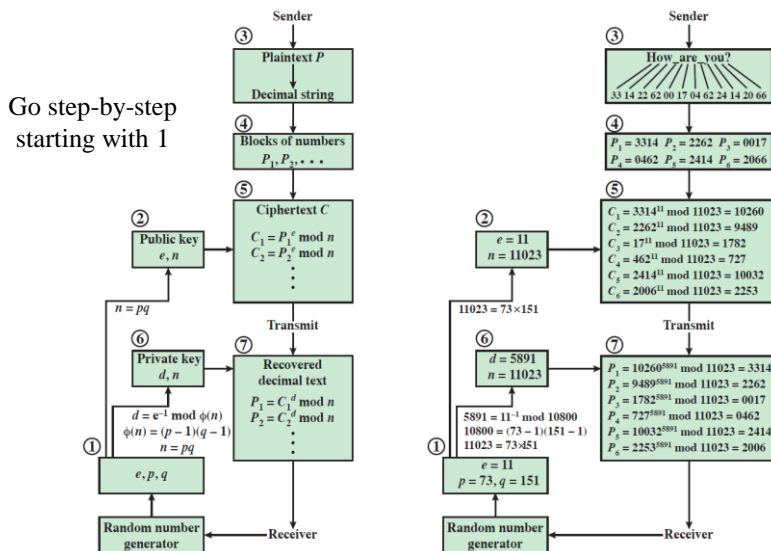 Go step-by-step
starting with 1
Sender
③
Plaintext P
Decimal string
④
Blocks of numbers
P₁, P₂, • • •
⑤
Ciphertext C
C₁ = P₁ᵉ mod n
C₂ = P₂ᵉ mod n
②
Public key
e, n
n = pq
Transmit
⑥
Private key
d, n
⑦
Recovered
decimal text
P₁ = C₁ᵈ mod n
P₂ = C₂ᵈ mod n
d = e⁻¹ mod ϕ(n)
ϕ(n) = (p – 1)(q – 1)
n = pq
①
e, p, q
Random number
generator
Receiver
Sender
③
How_are_you?
33 14 22 62 00 17 04 62 24 14 20 66
④
P₁ = 3314 P₂ = 2262 P₃ = 0017
P₄ = 0462 P₅ = 2414 P₆ = 2066
⑤
C₁ = 3314¹¹ mod 11023 = 10260
C₂ = 2262¹¹ mod 11023 = 9489
C₃ = 17¹¹ mod 11023 = 1782
C₄ = 462¹¹ mod 11023 = 727
C₅ = 2414¹¹ mod 11023 = 10032
C₆ = 2006¹¹ mod 11023 = 2253
②
e = 11
n = 11023
11023 = 73×151
Transmit
⑥
d = 5891
n = 11023
⑦
P₁ = 10260⁵⁸⁹¹ mod 11023 = 3314
P₂ = 9489⁵⁸⁹¹ mod 11023 = 2262
P₃ = 1782⁵⁸⁹¹ mod 11023 = 0017
P₄ = 727⁵⁸⁹¹ mod 11023 = 0462
P₅ = 10032⁵⁸⁹¹ mod 11023 = 2414
P₆ = 2253⁵⁸⁹¹ mod 11023 = 2006
5891 = 11⁻¹ mod 10800
10800 = (73 – 1)(151 – 1)
11023 = 73×151
①
e = 11
p = 73, q = 151
Random number
generator
Receiver